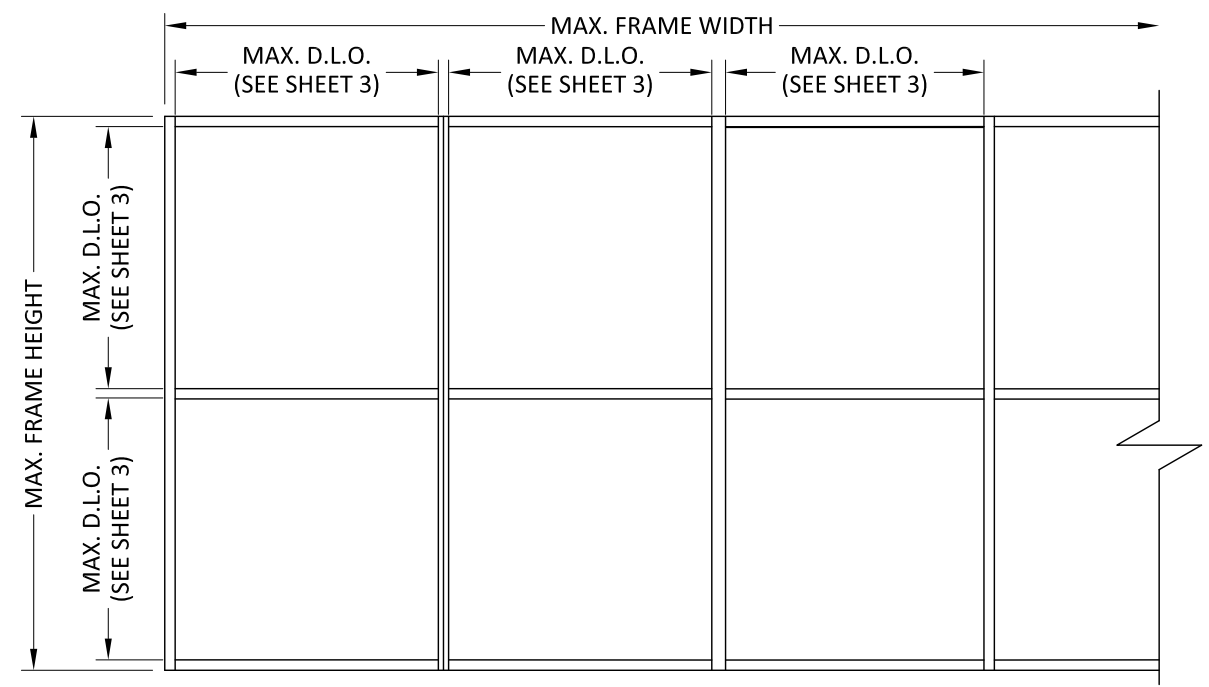 MAX. FRAME WIDTH
MAX. D.L.O.
(SEE SHEET 3)
MAX. D.L.O.
(SEE SHEET 3)
MAX. D.L.O.
(SEE SHEET 3)
MAX. FRAME HEIGHT
MAX. D.L.O.
(SEE SHEET 3)
MAX. D.L.O.
(SEE SHEET 3)